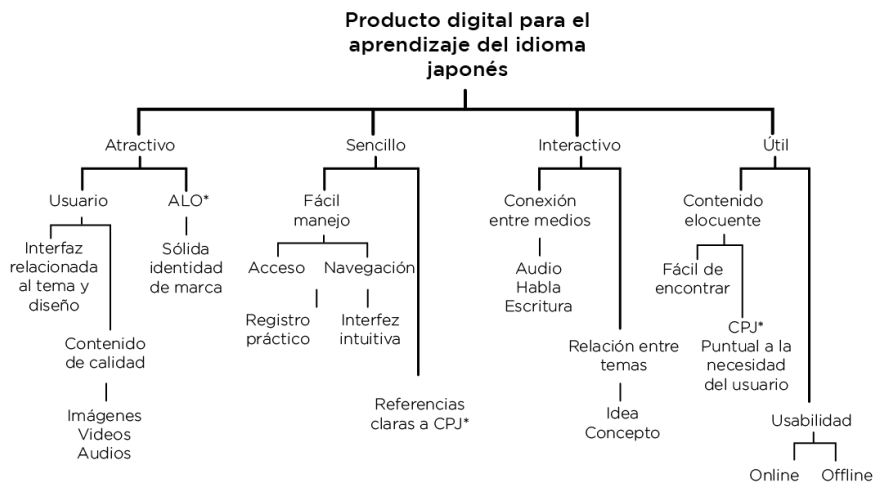 Producto digital para el
aprendizaje del idioma
japonés
Atractivo
Sencillo
Interactivo
Útil
Usuario
ALO*
Fácil
manejo
Conexión
entre medios
Contenido
elocuente
Interfaz
relacionada
al tema y
diseño
Sólida
identidad
de marca
Acceso
Navegación
Audio
Habla
Escritura
Fácil de
encontrar
Registro
práctico
Interfez
intuitiva
Contenido
de calidad
Relación entre
temas
CPJ*
Puntual a la
necesidad
del usuario
Imágenes
Videos
Audios
Referencias
claras a CPJ*
Idea
Concepto
Usabilidad
Online
Offline